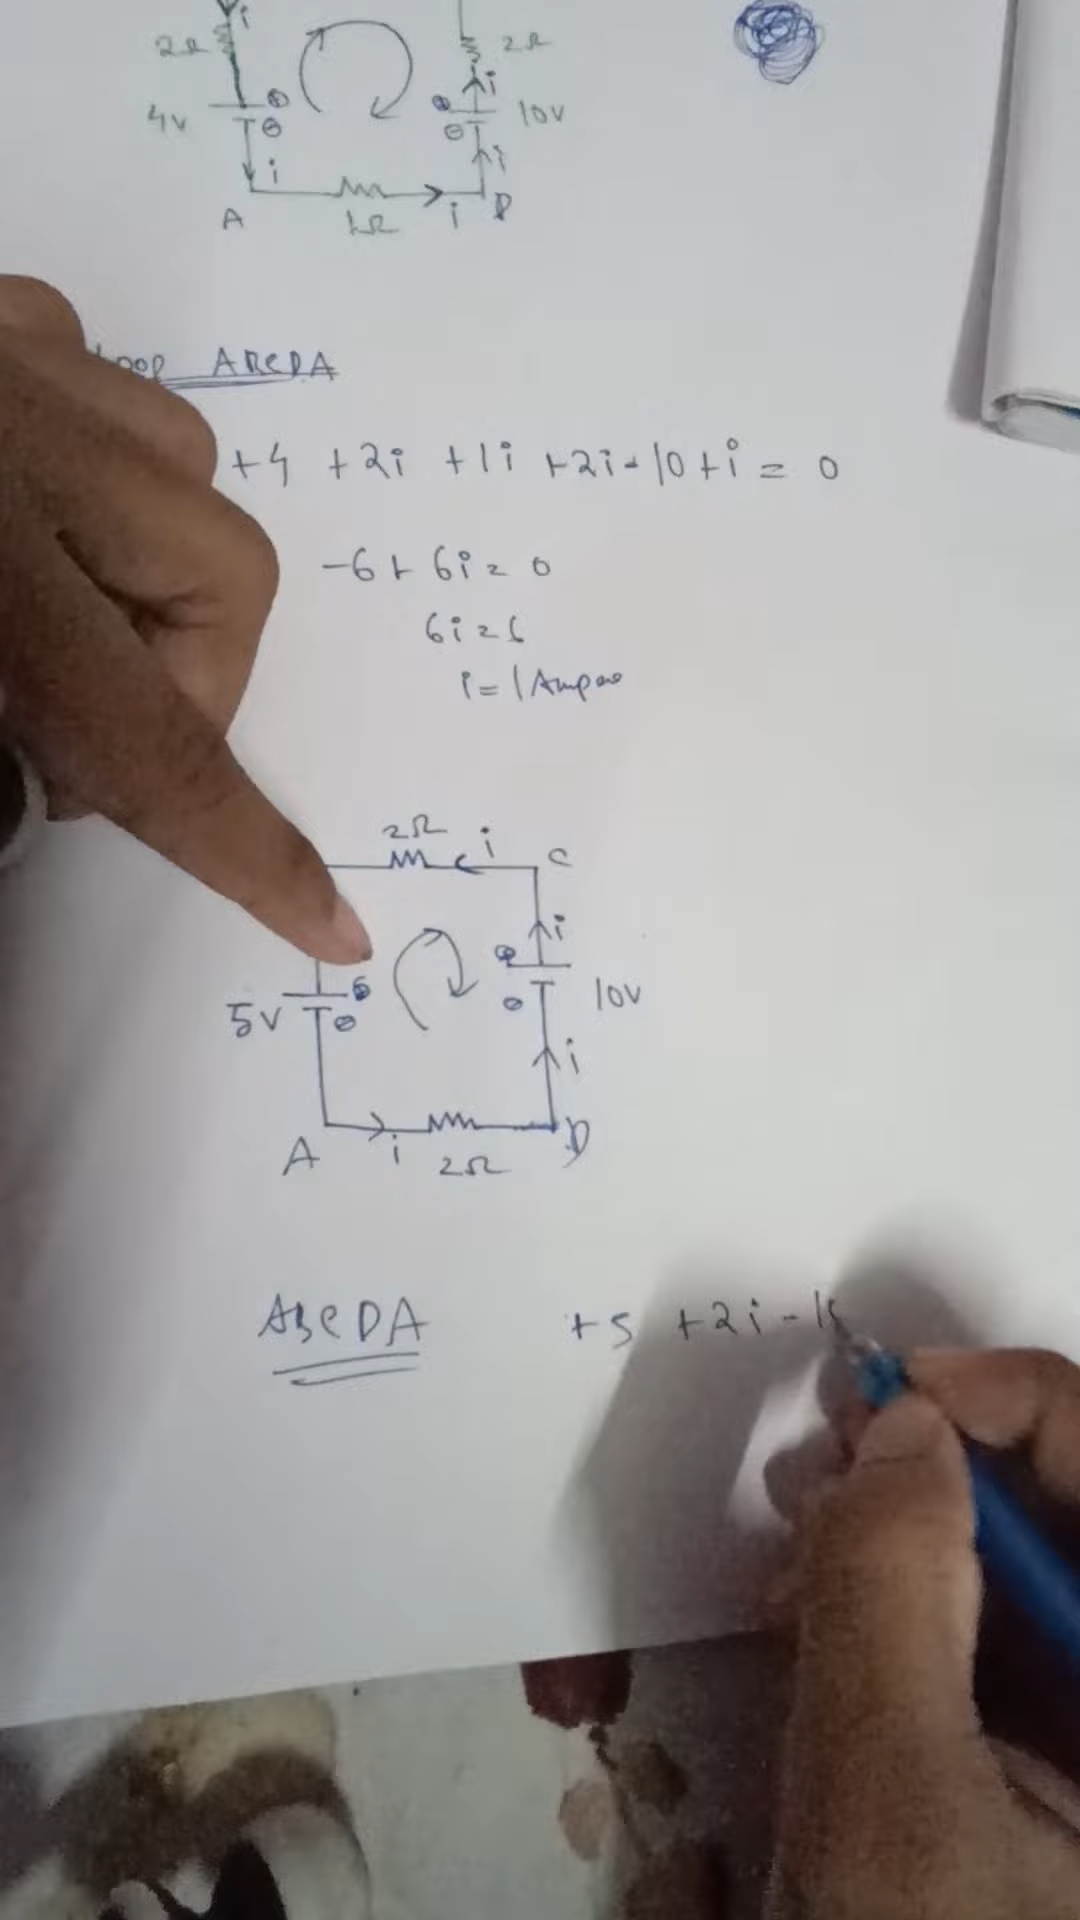 2Ω i 2Ω
4v ⊕ ⊖ i ⊕ ⊖ i 10v
i
A 1Ω i D
Loop ABCDA
+4 +2i +1i +2i-10+i = 0
-6+6i=0
6i=6
i=1 Ampere
2Ω i C
i
5v ⊕ ⊖ ⊕ ⊖ 10v
i
A i 2Ω D
ABCDA +5 +2i -1